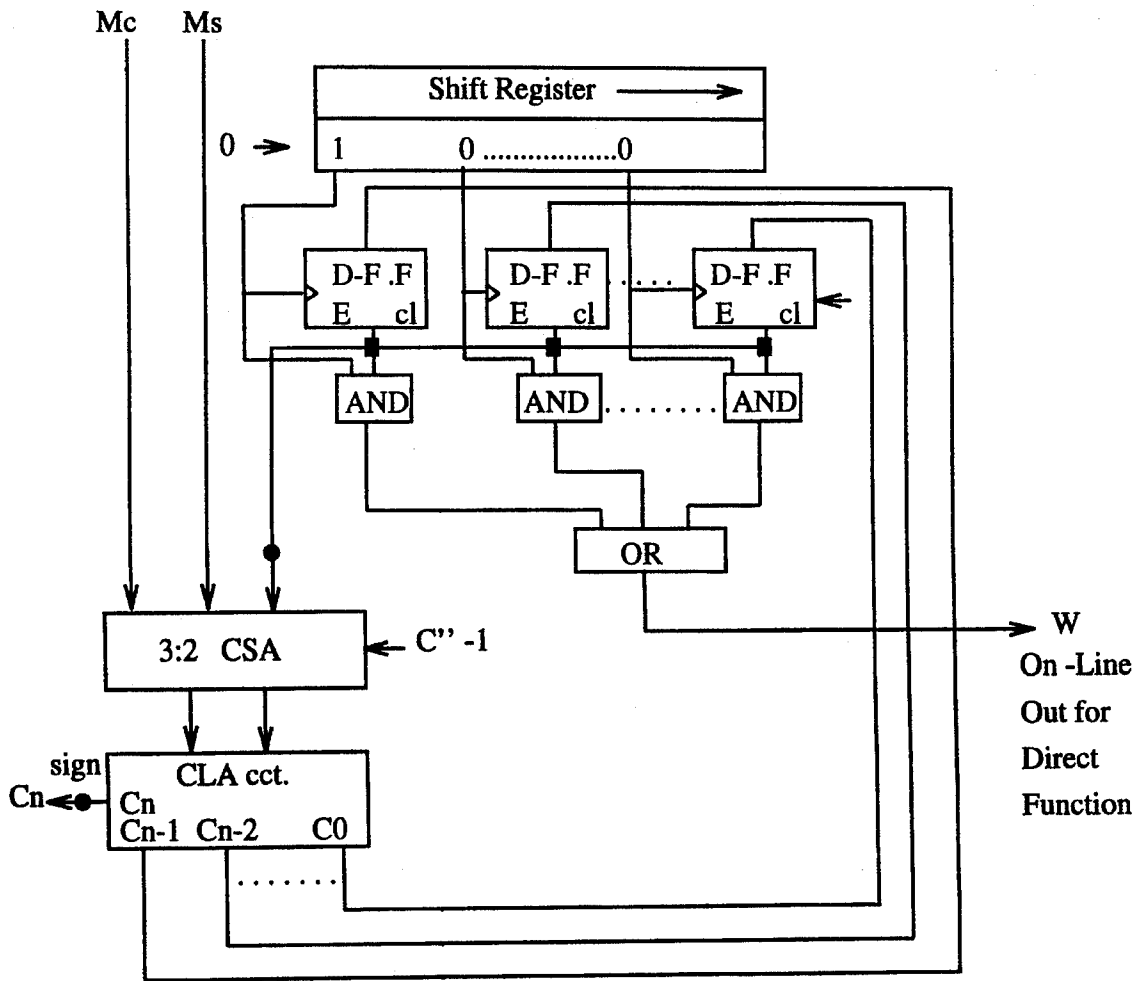 Mc Ms
Shift Register
0 1 0 ................... 0
D-F .F D-F .F ...... D-F .F
E cl E cl E cl
AND AND ........ AND
OR
3:2 CSA
C'' -1
W
On -Line
Out for
Direct
Function
sign
CLA cct.
Cn Cn
Cn-1 Cn-2 C0
........